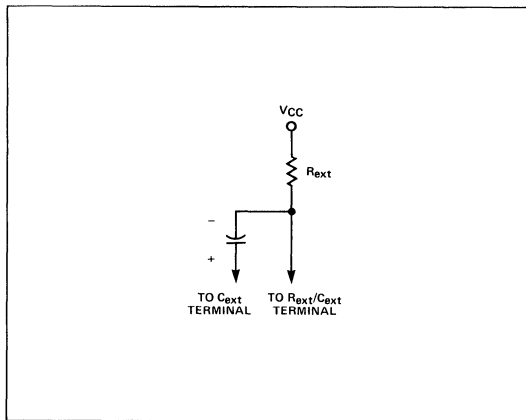 VCC
Rext
−
+
TO Cext TO Rext/Cext
TERMINAL TERMINAL